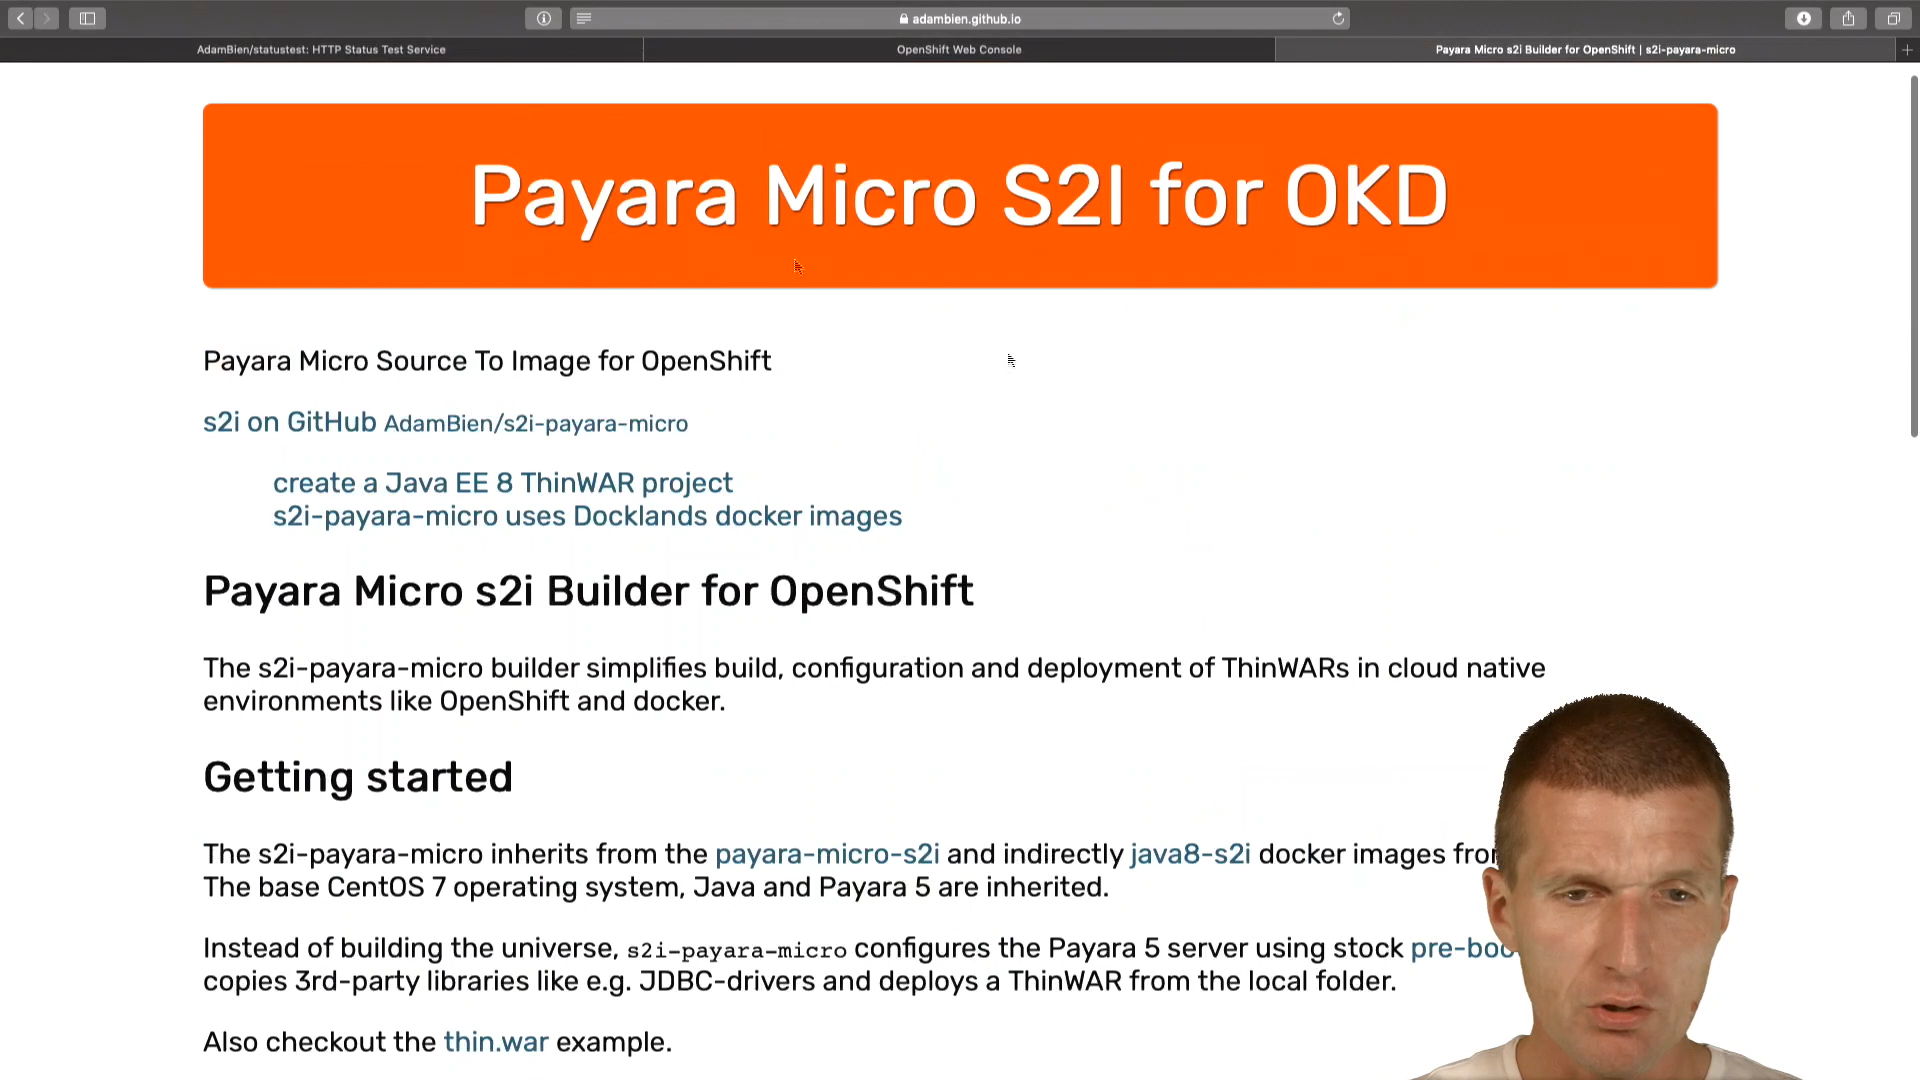 adambien.github.io
AdamBien/statustest: HTTP Status Test Service
OpenShift Web Console
Payara Micro s2i Builder for OpenShift | s2i-payara-micro
Payara Micro S2I for OKD
Payara Micro Source To Image for OpenShift
s2i on GitHub AdamBien/s2i-payara-micro
create a Java EE 8 ThinWAR project
s2i-payara-micro uses Docklands docker images
Payara Micro s2i Builder for OpenShift
The s2i-payara-micro builder simplifies build, configuration and deployment of ThinWARs in cloud native
environments like OpenShift and docker.
Getting started
The s2i-payara-micro inherits from the payara-micro-s2i and indirectly java8-s2i docker images
The base CentOS 7 operating system, Java and Payara 5 are inherited.
Instead of building the universe, s2i-payara-micro configures the Payara 5 server using stock
copies 3rd-party libraries like e.g. JDBC-drivers and deploys a ThinWAR from the local folder.
Also checkout the thin.war example.